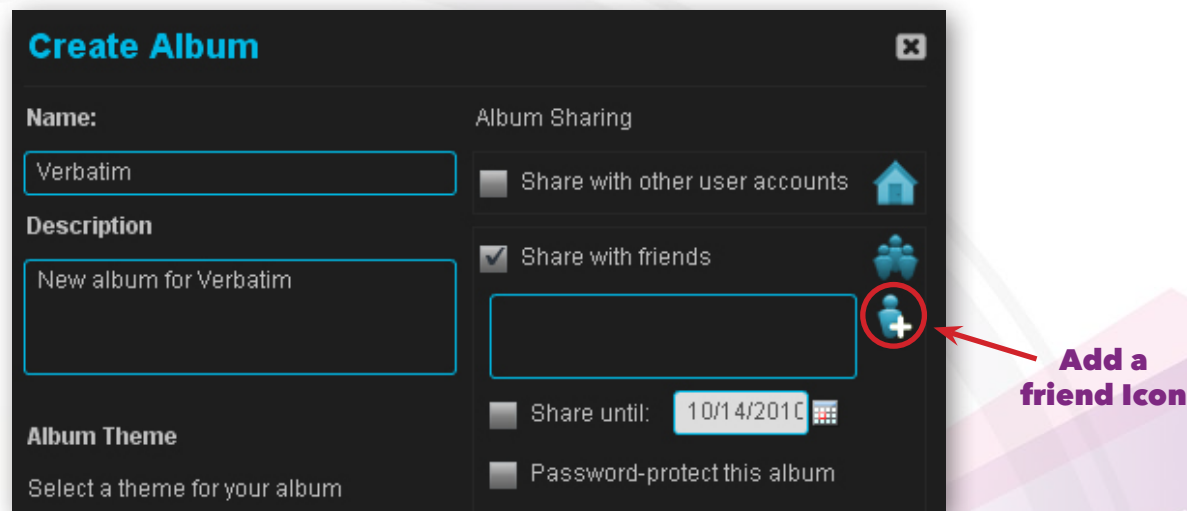 Create Album
Name:
Verbatim
Description
New album for Verbatim
Album Theme
Select a theme for your album
Album Sharing
Share with other user accounts
Share with friends
Share until:
10/14/2010
Password-protect this album
Add a
friend Icon